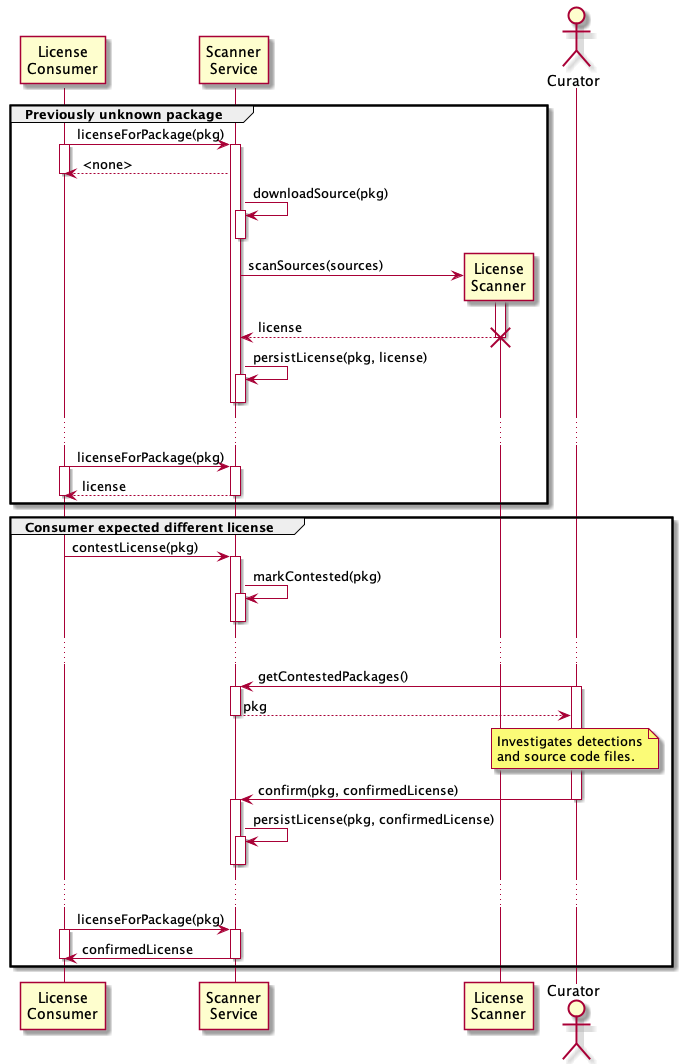 License
Consumer
Scanner
Service
Curator
Previously unknown package
licenseForPackage(pkg)
<none>
downloadSource(pkg)
scanSources(sources)
License
Scanner
license
persistLicense(pkg, license)
licenseForPackage(pkg)
license
Consumer expected different license
contestLicense(pkg)
markContested(pkg)
getContestedPackages()
pkg
Investigates detections
and source code files.
confirm(pkg, confirmedLicense)
persistLicense(pkg, confirmedLicense)
licenseForPackage(pkg)
confirmedLicense
License
Consumer
Scanner
Service
License
Scanner
Curator